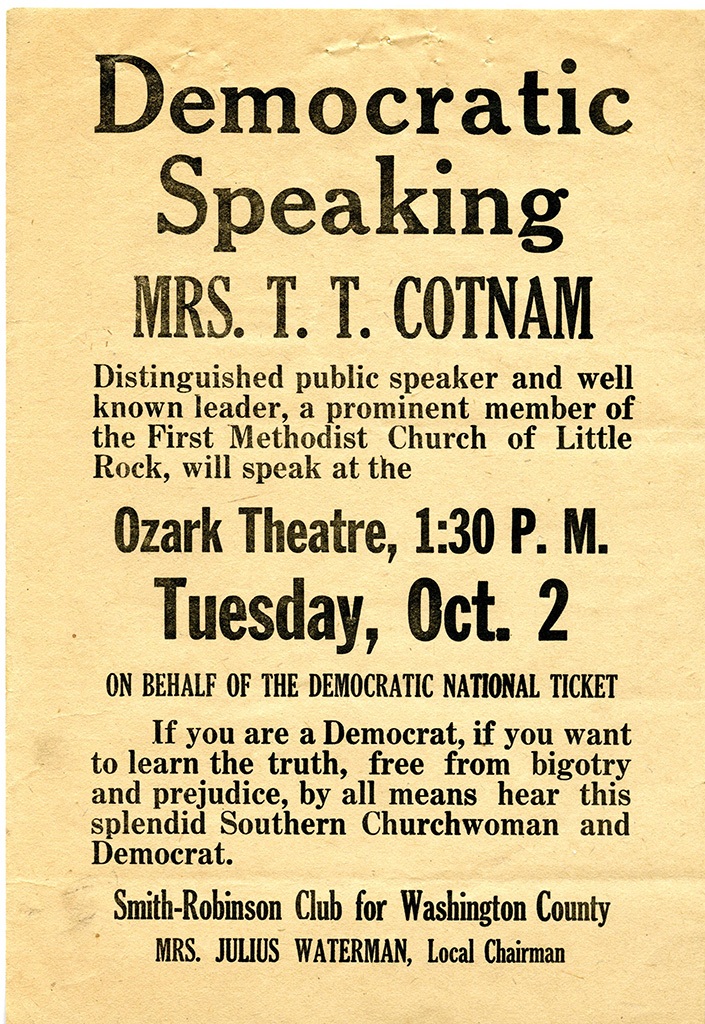 Democratic
Speaking
MRS. T. T. COTNAM
Distinguished public speaker and well
known leader, a prominent member of
the First Methodist Church of Little
Rock, will speak at the
Ozark Theatre, 1:30 P. M.
Tuesday, Oct. 2
ON BEHALF OF THE DEMOCRATIC NATIONAL TICKET
If you are a Democrat, if you want
to learn the truth, free from bigotry
and prejudice, by all means hear this
splendid Southern Churchwoman and
Democrat.
Smith-Robinson Club for Washington County
MRS. JULIUS WATERMAN, Local Chairman